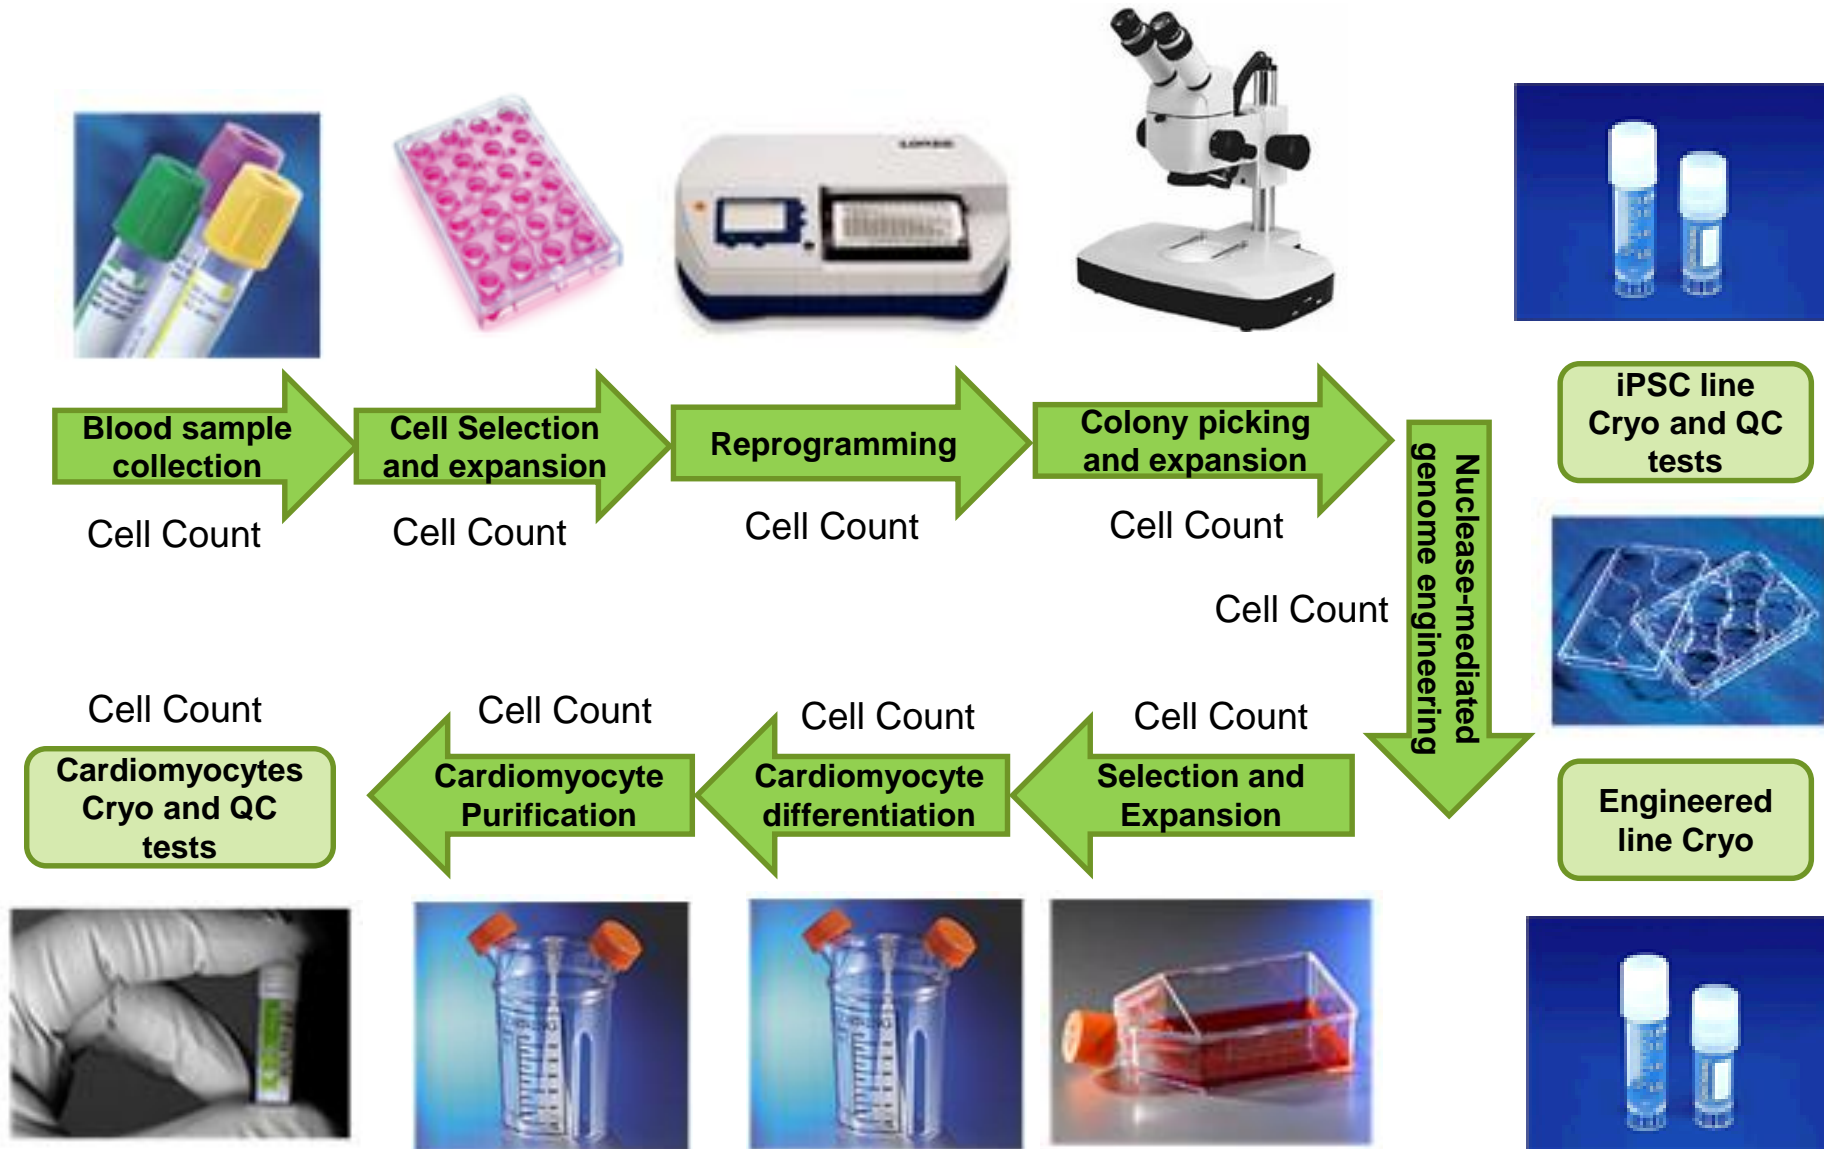 Blood sample
collection
Cell Selection
and expansion
Reprogramming
Colony picking
and expansion
iPSC line
Cryo and QC
tests
Cell Count
Cell Count
Cell Count
Cell Count
Nuclease-mediated
genome engineering
Cell Count
Cell Count
Cell Count
Cell Count
Cell Count
Cardiomyocytes
Cryo and QC
tests
Cardiomyocyte
Purification
Cardiomyocyte
differentiation
Selection and
Expansion
Engineered
line Cryo